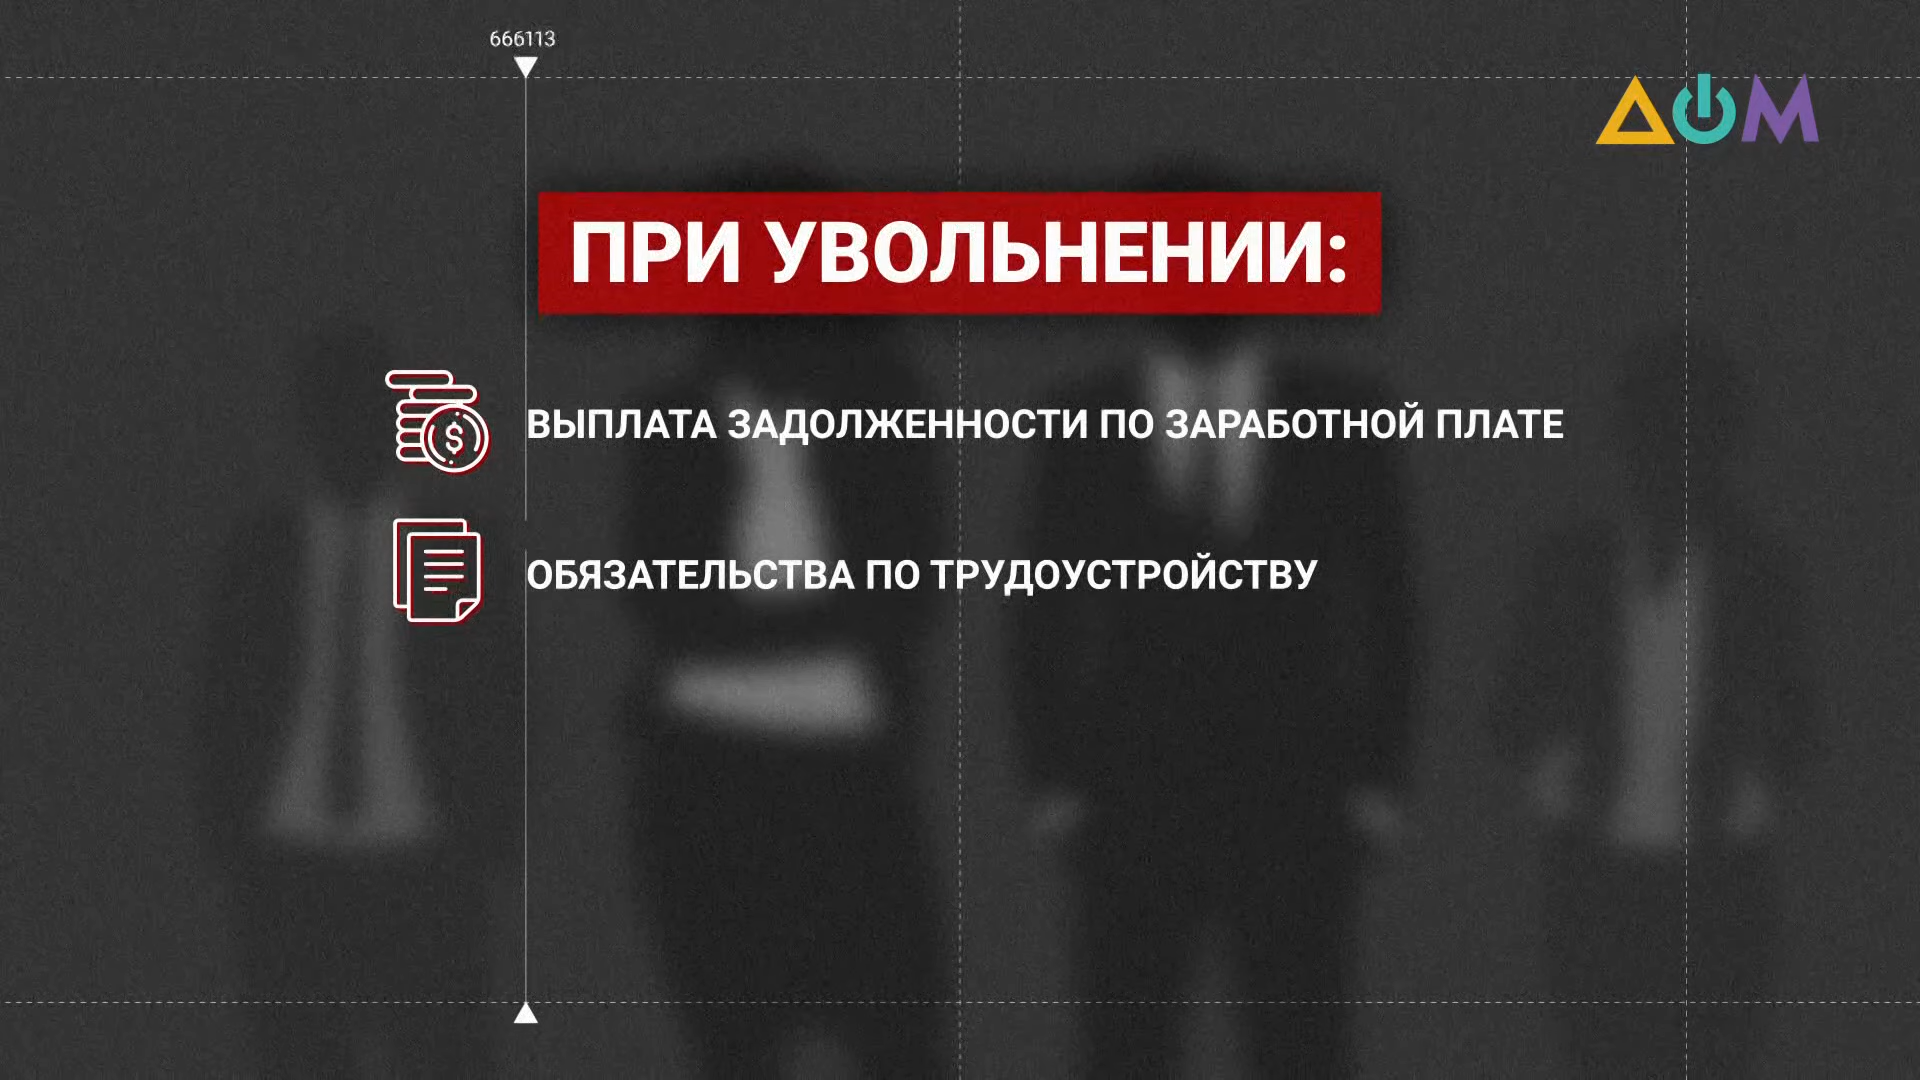 666113
ДОМ
ПРИ УВОЛЬНЕНИИ:
ВЫПЛАТА ЗАДОЛЖЕННОСТИ ПО ЗАРАБОТНОЙ ПЛАТЕ
ОБЯЗАТЕЛЬСТВА ПО ТРУДОУСТРОЙСТВУ